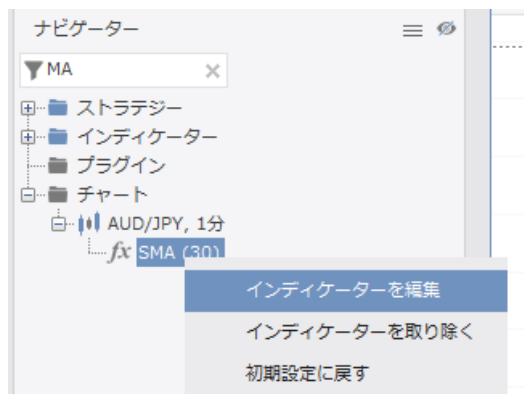 ナビゲーター
MA
ストラテジー
インディケーター
プラグイン
チャート
AUD/JPY, 1分
fx SMA (30)
インディケーターを編集
インディケーターを取り除く
初期設定に戻す